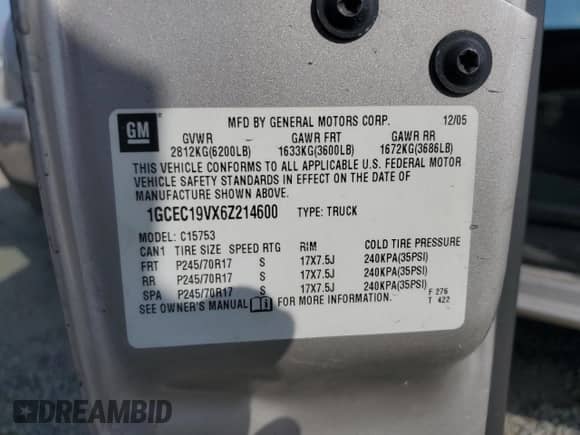 GM
MFD BY GENERAL MOTORS CORP. 12/05
GVWR GAWR FRT GAWR RR
2812KG(6200LB) 1633KG(3600LB) 1672KG(3686LB)
THIS VEHICLE CONFORMS TO ALL APPLICABLE U.S. FEDERAL MOTOR
VEHICLE SAFETY STANDARDS IN EFFECT ON THE DATE OF
MANUFACTURE SHOWN ABOVE.
1GCEC19VX6Z214600 TYPE: TRUCK
MODEL: C15753
CAN1 TIRE SIZE SPEED RTG RIM COLD TIRE PRESSURE
FRT P245/70R17 S 17X7.5J 240KPA(35PSI)
RR P245/70R17 S 17X7.5J 240KPA(35PSI)
SPA P245/70R17 S 17X7.5J 240KPA(35PSI)
SEE OWNER'S MANUAL FOR MORE INFORMATION.
F 276
T 422
DREAMBID